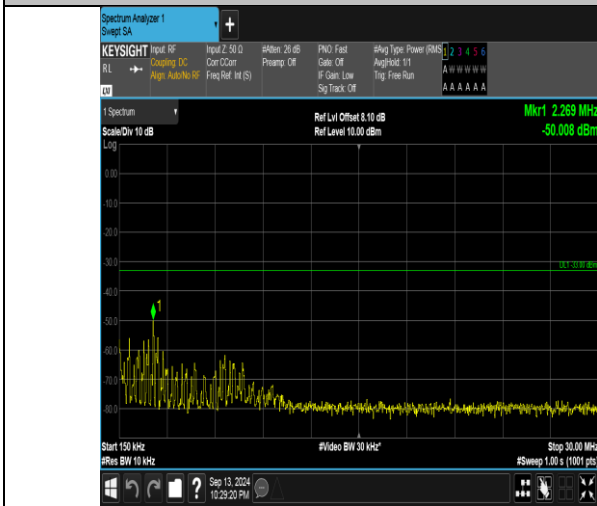 Spectrum Analyzer 1
Swept SA
+
KEYSIGHT
RL
Input: RF
Coupling: DC
Align: Auto/No RF
Input Z: 50 Ω
Corr CCorr
Freq Ref: Int (S)
#Atten: 26 dB
Preamp: Off
PNO: Fast
Gate: Off
IF Gain: Low
Sig Track: Off
#Avg Type: Power (RMS
Avg|Hold: 1/1
Trig: Free Run
1 2 3 4 5 6
A W W W W W
A A A A A A
1 Spectrum
Scale/Div 10 dB
Log
Ref Lvl Offset 8.10 dB
Ref Level 10.00 dBm
Mkr1 2.269 MHz
-50.008 dBm
0.00
-10.0
-20.0
-30.0
DL1 -33.00 dBm
-40.0
1
-50.0
-60.0
-70.0
-80.0
Start 150 kHz
#Res BW 10 kHz
#Video BW 30 kHz*
Stop 30.00 MHz
#Sweep 1.00 s (1001 pts)
?
Sep 13, 2024
10:29:20 PM